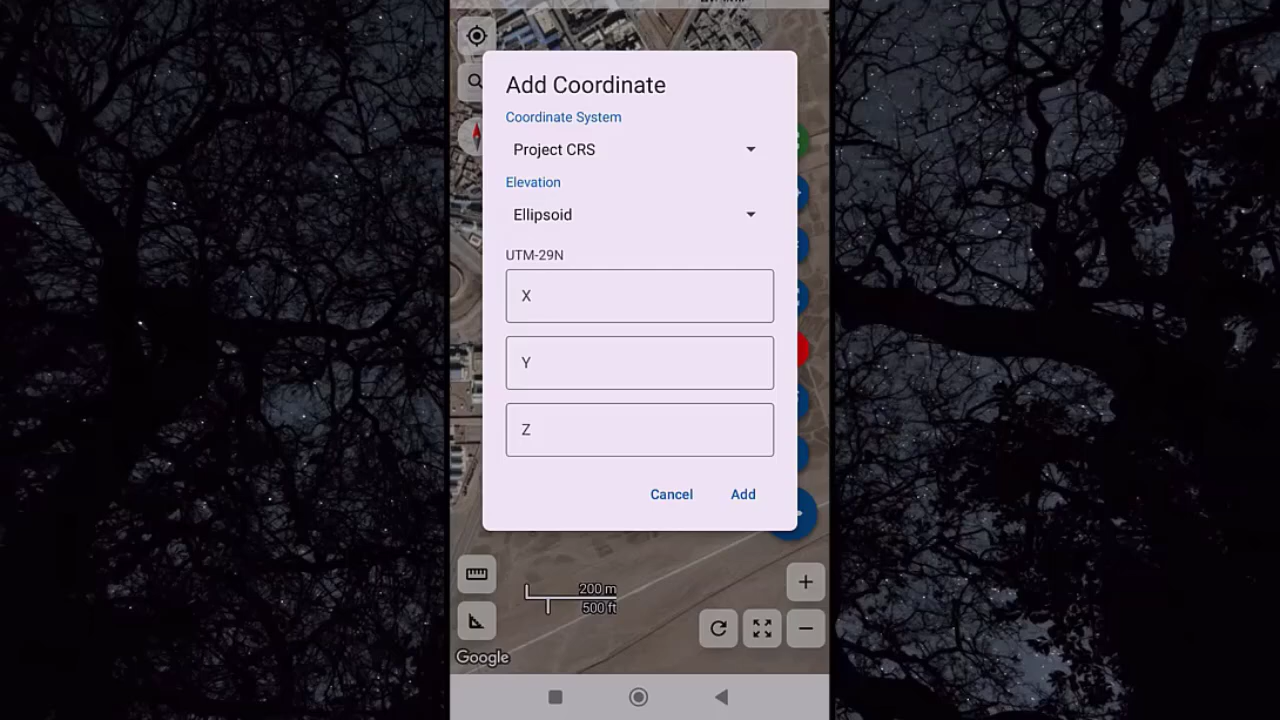 Add Coordinate
Coordinate System
Project CRS
Elevation
Ellipsoid
UTM-29N
X
Y
Z
Cancel
Add
200 m
500 ft
Google